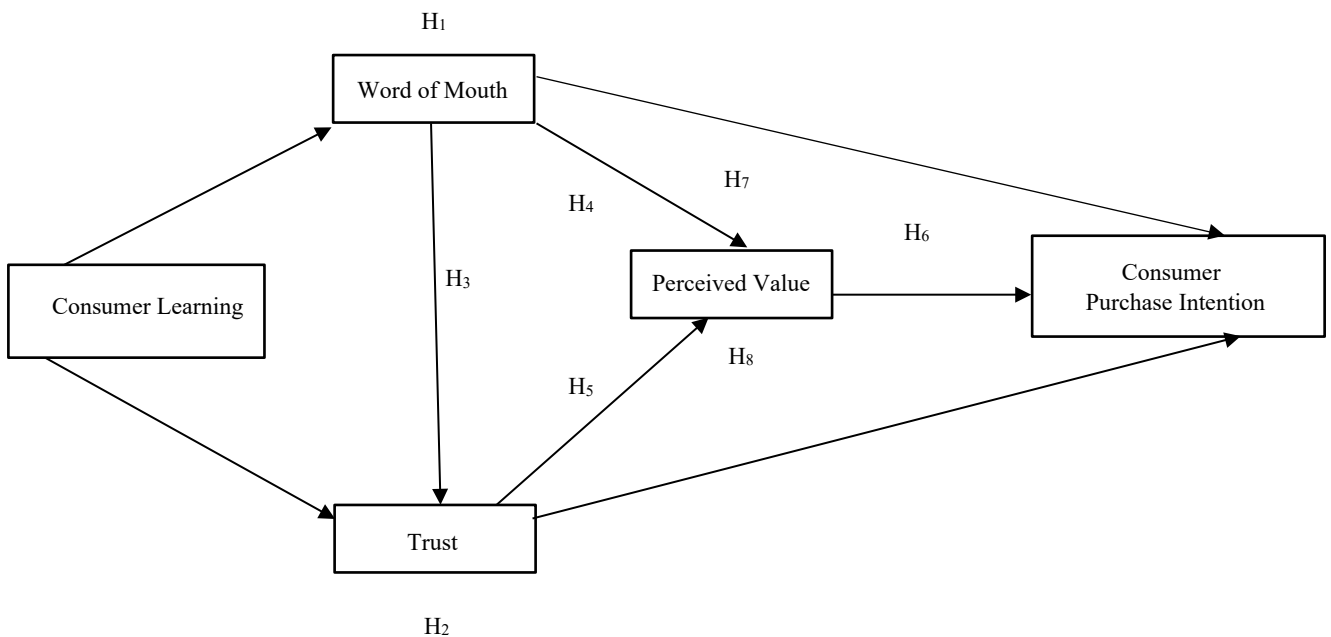 H₁
Word of Mouth
H₇
H₄
H₆
Consumer
Purchase Intention
Perceived Value
H₃
Consumer Learning
H₈
H₅
Trust
H₂